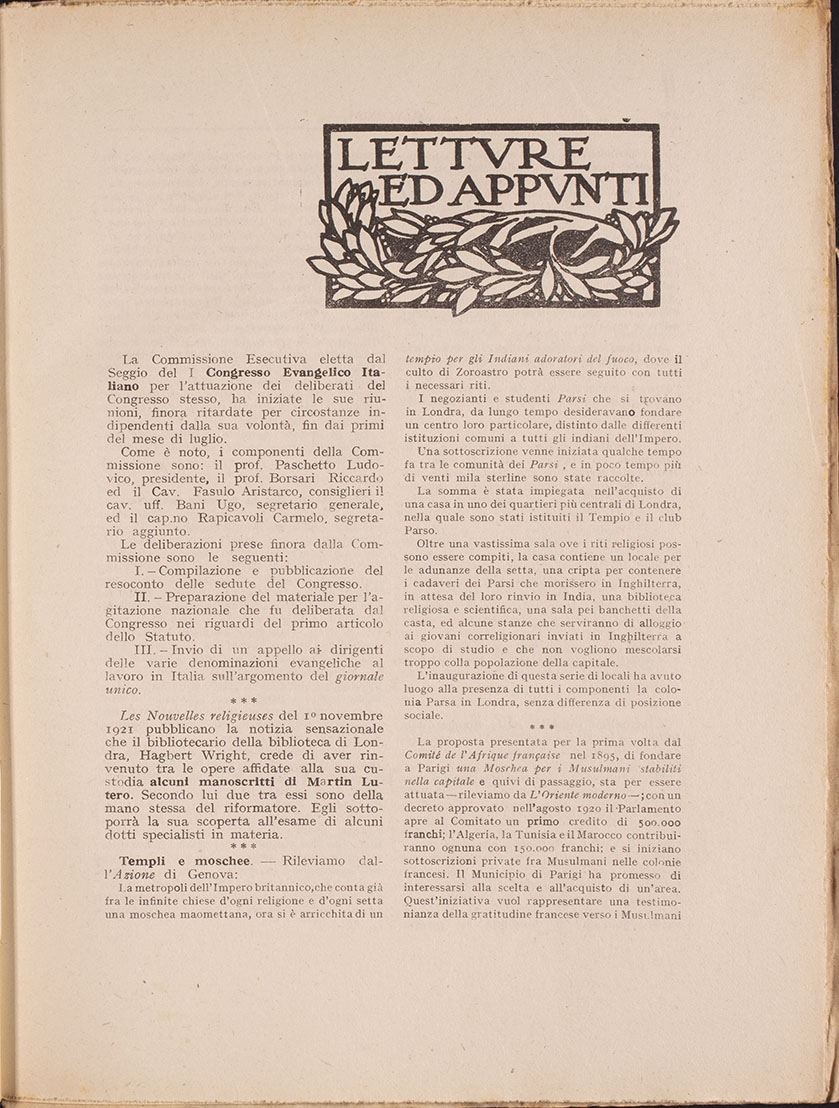 LETTVRE
ED APPVNTI
La Commissione Esecutiva eletta dal
Seggio del I Congresso Evangelico Ita-
liano per l'attuazione dei deliberati del
Congresso stesso, ha iniziate le sue riu-
nioni, finora ritardate per circostanze in-
dipendenti dalla sua volontà, fin dai primi
del mese di luglio.
Come è noto, i componenti della Com-
missione sono: il prof. Paschetto Ludo-
vico, presidente, il prof. Borsari Riccardo
ed il Cav. Fasulo Aristarco, consiglieri il
cav. uff. Bani Ugo, segretario generale,
ed il cap.no Rapicavoli Carmelo, segreta-
rio aggiunto.
Le deliberazioni prese finora dalla Com-
missione sono le seguenti:
I. – Compilazione e pubblicazione del
resoconto delle sedute del Congresso.
II. – Preparazione del materiale per l'a-
gitazione nazionale che fu deliberata dal
Congresso nei riguardi del primo articolo
dello Statuto.
III. – Invio di un appello ai dirigenti
delle varie denominazioni evangeliche al
lavoro in Italia sull'argomento del giornale
unico.
* * *
Les Nouvelles religieuses del 1º novembre
1921 pubblicano la notizia sensazionale
che il bibliotecario della biblioteca di Lon-
dra, Hagbert Wright, crede di aver rin-
venuto tra le opere affidate alla sua cu-
stodia alcuni manoscritti di Martin Lu-
tero. Secondo lui due tra essi sono della
mano stessa del riformatore. Egli sotto-
porrà la sua scoperta all'esame di alcuni
dotti specialisti in materia.
* * *
Templi e moschee. — Rileviamo dal-
l'Azione di Genova:
La metropoli dell'Impero britannico,che conta già
fra le infinite chiese d'ogni religione e d'ogni setta
una moschea maomettana, ora si è arricchita di un
tempio per gli Indiani adoratori del fuoco, dove il
culto di Zoroastro potrà essere seguito con tutti
i necessari riti.
I negozianti e studenti Parsi che si trovano
in Londra, da lungo tempo desideravano fondare
un centro loro particolare, distinto dalle differenti
istituzioni comuni a tutti gli indiani dell'Impero.
Una sottoscrizione venne iniziata qualche tempo
fa tra le comunità dei Parsi , e in poco tempo più
di venti mila sterline sono state raccolte.
La somma è stata impiegata nell'acquisto di
una casa in uno dei quartieri più centrali di Londra,
nella quale sono stati istituiti il Tempio e il club
Parso.
Oltre una vastissima sala ove i riti religiosi pos-
sono essere compiti, la casa contiene un locale per
le adunanze della setta, una cripta per contenere
i cadaveri dei Parsi che morissero in Inghilterra,
in attesa del loro rinvio in India, una biblioteca
religiosa e scientifica, una sala pei banchetti della
casta, ed alcune stanze che serviranno di alloggio
ai giovani correligionari inviati in Inghilterra a
scopo di studio e che non vogliono mescolarsi
troppo colla popolazione della capitale.
L'inaugurazione di questa serie di locali ha avuto
luogo alla presenza di tutti i componenti la colo-
nia Parsa in Londra, senza differenza di posizione
sociale.
* * *
La proposta presentata per la prima volta dal
Comité de l'Afrique française nel 1895, di fondare
a Parigi una Moschea per i Musulmani stabiliti
nella capitale e quivi di passaggio, sta per essere
attuata—rileviamo da L'Oriente moderno—;con un
decreto approvato nell'agosto 1920 il Parlamento
apre al Comitato un primo credito di 500.000
franchi; l'Algeria, la Tunisia e il Marocco contribui-
ranno ognuna con 150.000 franchi; e si iniziano
sottoscrizioni private fra Musulmani nelle colonie
francesi. Il Municipio di Parigi ha promesso di
interessarsi alla scelta e all'acquisto di un'area.
Quest'iniziativa vuol rappresentare una testimo-
nianza della gratitudine francese verso i Musulmani